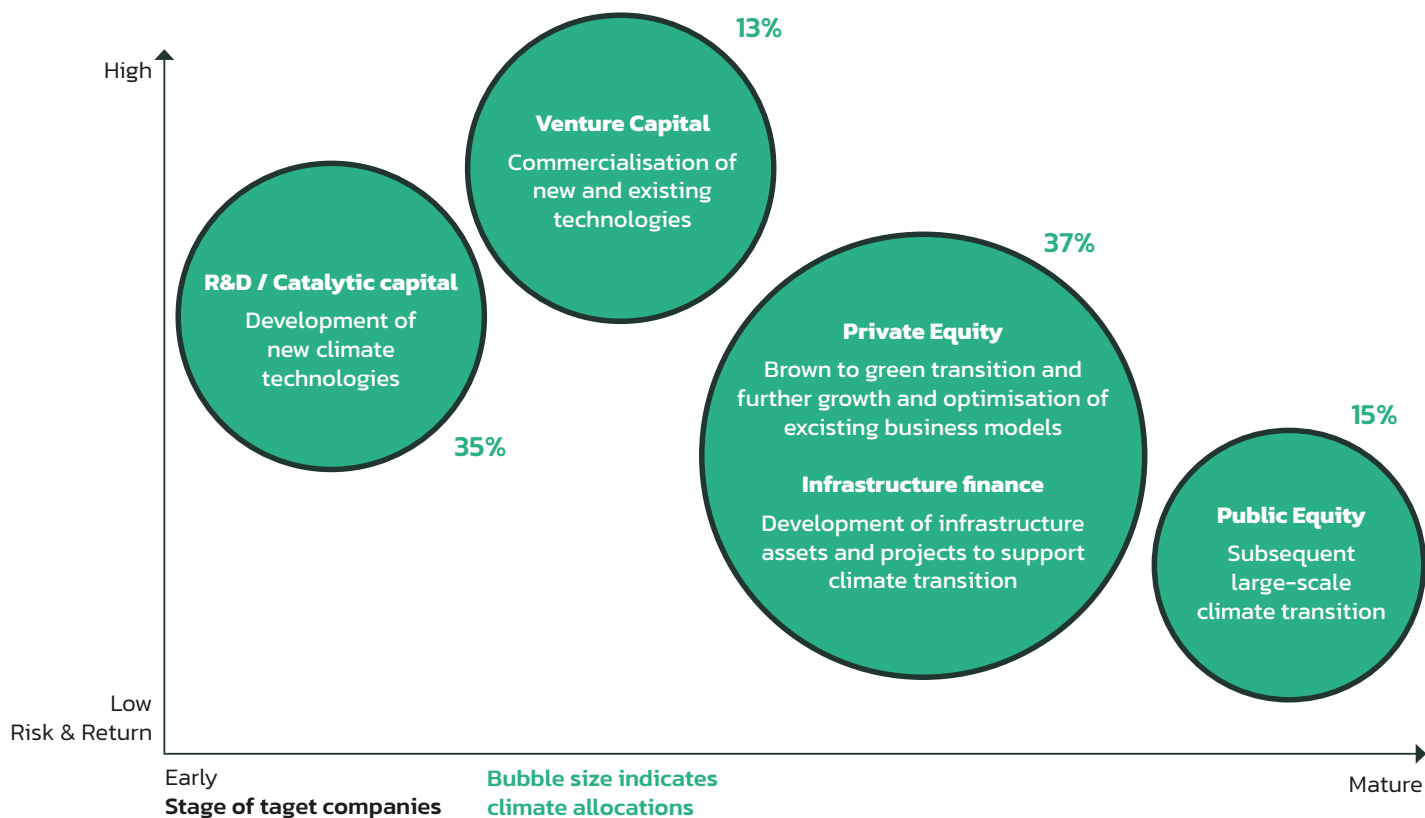 High
13%
Venture Capital
Commercialisation of
new and existing
technologies
R&D / Catalytic capital
Development of
new climate
technologies
35%
37%
Private Equity
Brown to green transition and
further growth and optimisation of
excisting business models
Infrastructure finance
Development of infrastructure
assets and projects to support
climate transition
15%
Public Equity
Subsequent
large-scale
climate transition
Low
Risk & Return
Early
Stage of taget companies
Bubble size indicates
climate allocations
Mature